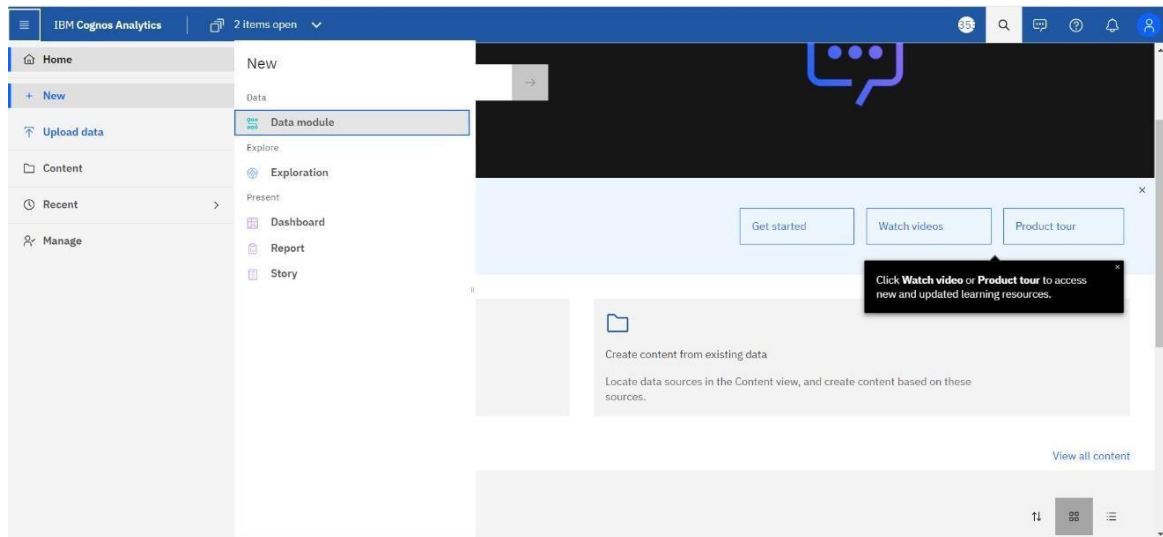 IBM Cognos Analytics
2 items open
Home
New
Upload data
Content
Recent
Manage
New
Data
Data module
Explore
Exploration
Present
Dashboard
Report
Story
Get started
Watch videos
Product tour
Click Watch video or Product tour to access
new and updated learning resources.
Create content from existing data
Locate data sources in the Content view, and create content based on these
sources.
View all content